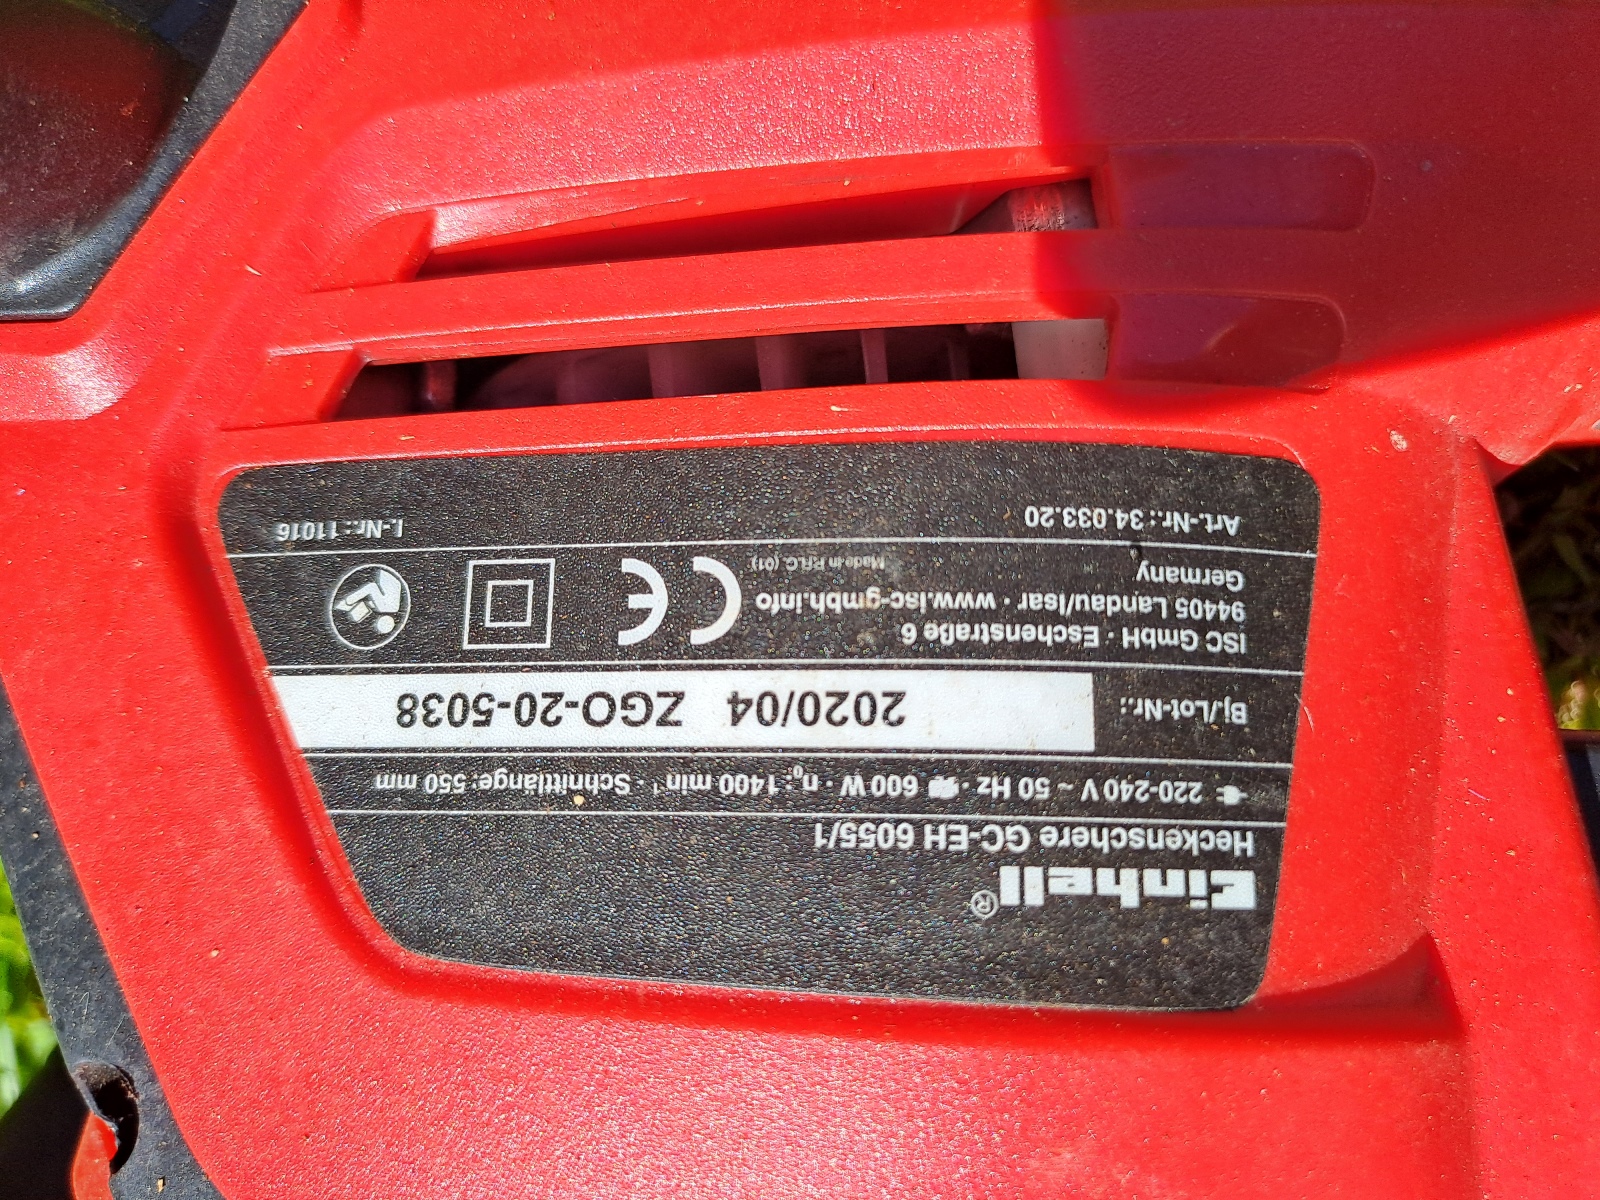 Einhell®
Heckenschere GC-EH 6055/1
220-240 V ~ 50 Hz · 600 W · n₀: 1400 min⁻¹ · Schnittlänge: 550 mm
Bj./Lot-Nr.: 2020/04 ZGO-20-5038
ISC GmbH · Eschenstraße 6
94405 Landau/Isar · www.isc-gmbh.info
Germany Made in P.R.C. (01)
CE
Art.-Nr.: 34.033.20 I.-Nr.: 11016